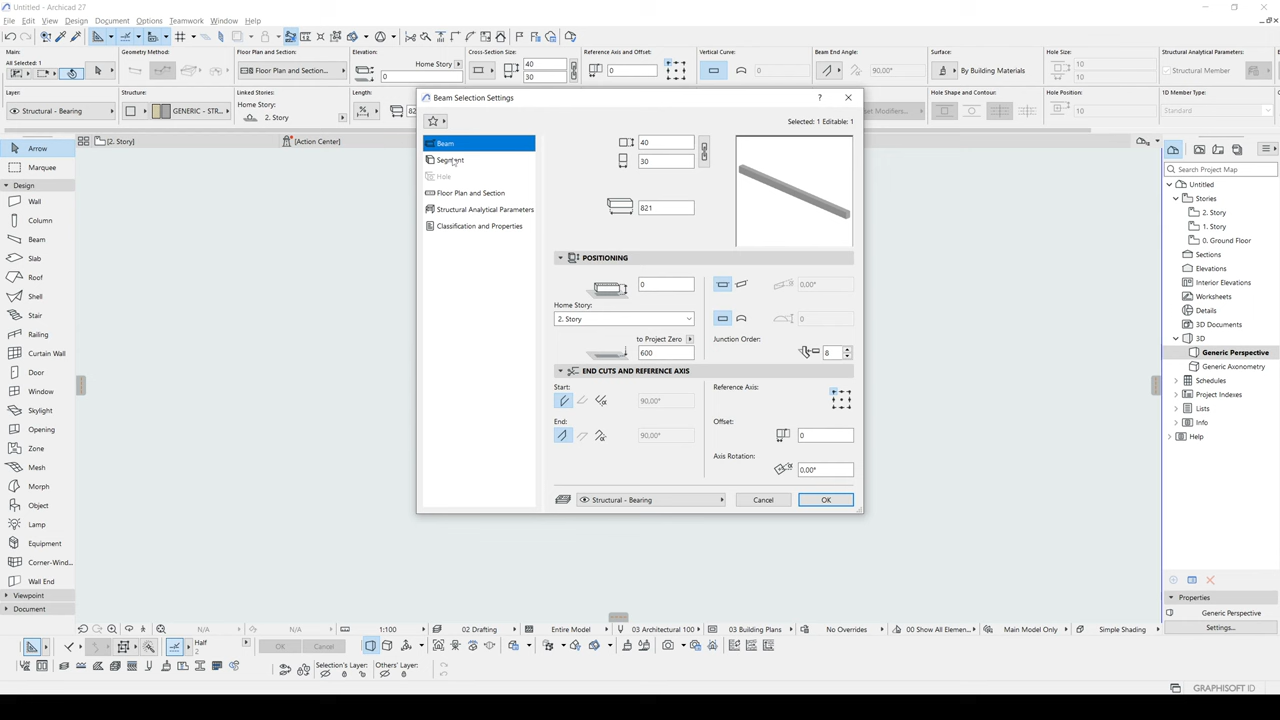 Untitled - Archicad 27
File Edit View Design Document Options Teamwork Window Help
Main: Geometry Method: Floor Plan and Section: Elevation: Home Story Cross-Section Size: Reference Axis and Offset: Vertical Curve: Beam End Angle: Surface: Hole Size: Structural Analytical Parameters:
All Selected: 1 Floor Plan and Section... 0 40 30 0 0 90,00° By Building Materials 10 10 Structural Member
Layer: Structure: Linked Stories: Length: Hole Shape and Contour: Hole Position: 1D Member Eccentricity:
Structural - Bearing GENERIC - STR... Home Story: 2. Story 10 Standard
[2. Story] [Action Center]
Arrow
Marquee
Design
Wall
Column
Beam
Slab
Roof
Shell
Stair
Railing
Curtain Wall
Door
Window
Skylight
Opening
Zone
Mesh
Morph
Object
Lamp
Equipment
Corner-Wind...
Wall End
Viewpoint
Document
Beam Selection Settings ?
Selected: 1 Editable: 1
Beam
Segment
Hole
Floor Plan and Section
Structural Analytical Parameters
Classification and Properties
40
30
821
POSITIONING
0 0,00°
Home Story:
2. Story 0
to Project Zero Junction Order:
600 8
END CUTS AND REFERENCE AXIS
Start: Reference Axis:
90,00°
End: Offset:
90,00° 0
Axis Rotation:
0,00°
Structural - Bearing Cancel OK
Search Project Map
Untitled
Stories
2. Story
1. Story
0. Ground Floor
Sections
Elevations
Interior Elevations
Worksheets
Details
3D Documents
3D
Generic Perspective
Generic Axonometry
Schedules
Project Indexes
Lists
Info
Help
Properties
Generic Perspective
Settings...
N/A N/A 1:100 02 Drafting Entire Model 03 Architectural 100 03 Building Plans No Overrides 00 Show All Elemen... Main Model Only Simple Shading
Half
2
OK Cancel
Selection's Layer: Others' Layer:
GRAPHISOFT ID